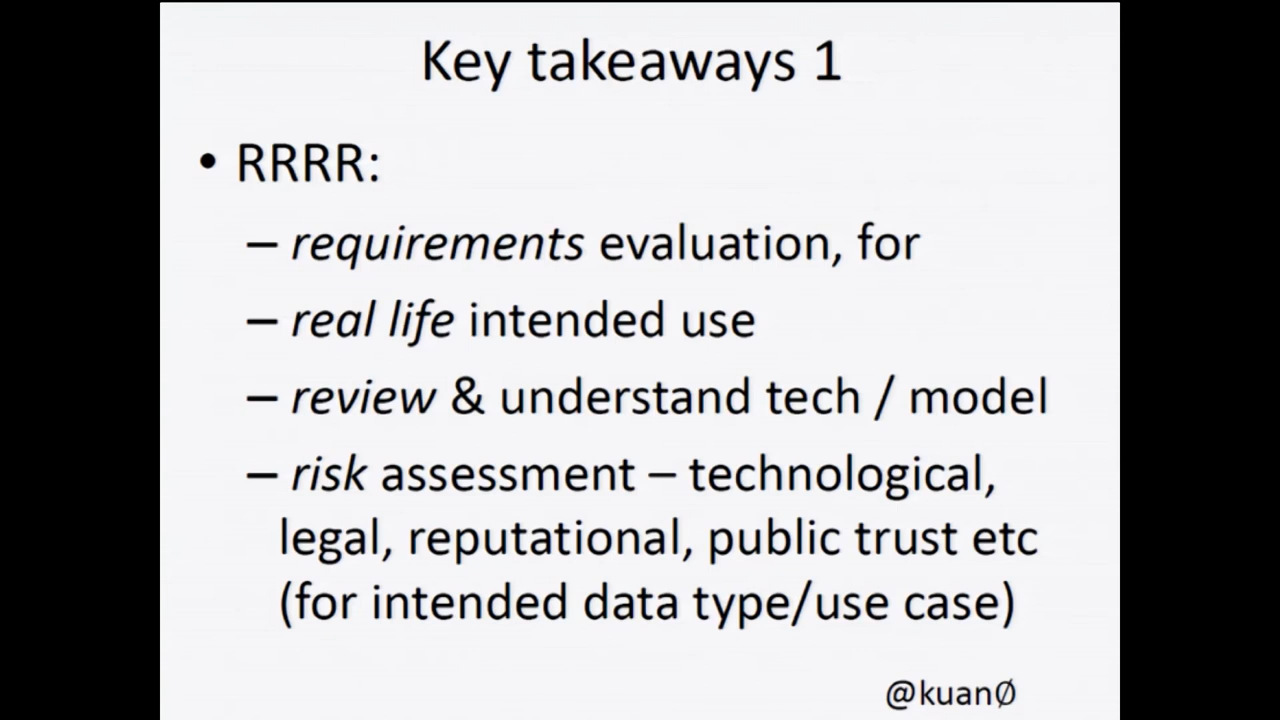 Key takeaways 1
• RRRR:
– requirements evaluation, for
– real life intended use
– review & understand tech / model
– risk assessment – technological,
legal, reputational, public trust etc
(for intended data type/use case)
@kuanØ